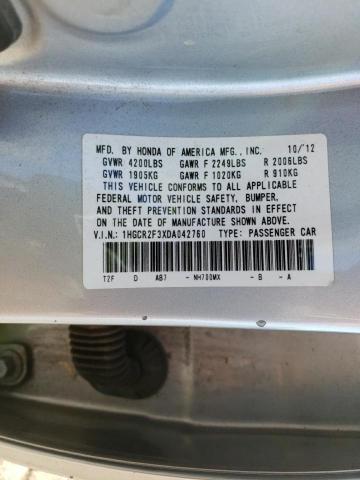 MFD. BY HONDA OF AMERICA MFG., INC. 10/'12
GVWR 4200LBS GAWR F 2249LBS R 2006LBS
GVWR 1905KG GAWR F 1020KG R 910KG
THIS VEHICLE CONFORMS TO ALL APPLICABLE
FEDERAL MOTOR VEHICLE SAFETY, BUMPER,
AND THEFT PREVENTION STANDARDS IN EFFECT
ON THE DATE OF MANUFACTURE SHOWN ABOVE.
V.I.N.: 1HGCR2F3XDA042760 TYPE: PASSENGER CAR
T2F D AB7 -NH700MX -B -A